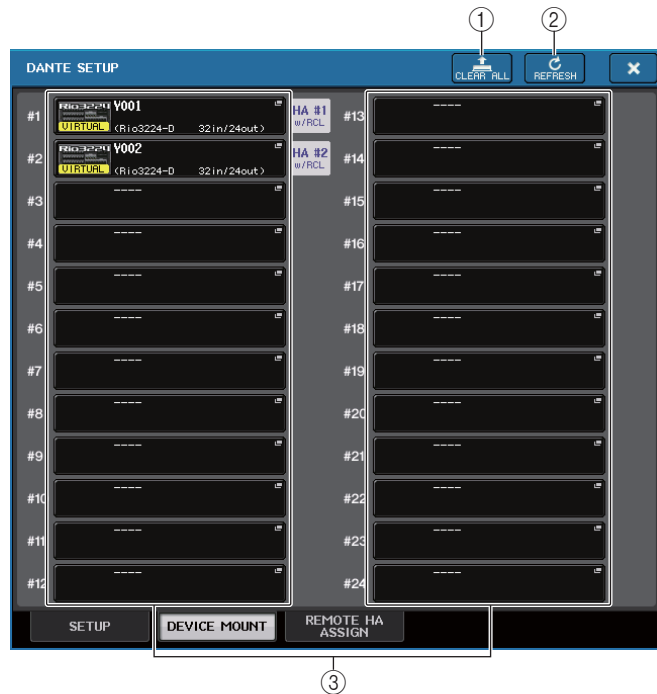 ① ②
DANTE SETUP CLEAR ALL REFRESH ×
#1 Rio3224 VIRTUAL Y001 (Rio3224-D 32in/24out) HA #1 w/RCL #13 ----
#2 Rio3224 VIRTUAL Y002 (Rio3224-D 32in/24out) HA #2 w/RCL #14 ----
#3 ---- #15 ----
#4 ---- #16 ----
#5 ---- #17 ----
#6 ---- #18 ----
#7 ---- #19 ----
#8 ---- #20 ----
#9 ---- #21 ----
#10 ---- #22 ----
#11 ---- #23 ----
#12 ---- #24 ----
SETUP DEVICE MOUNT REMOTE HA ASSIGN
③